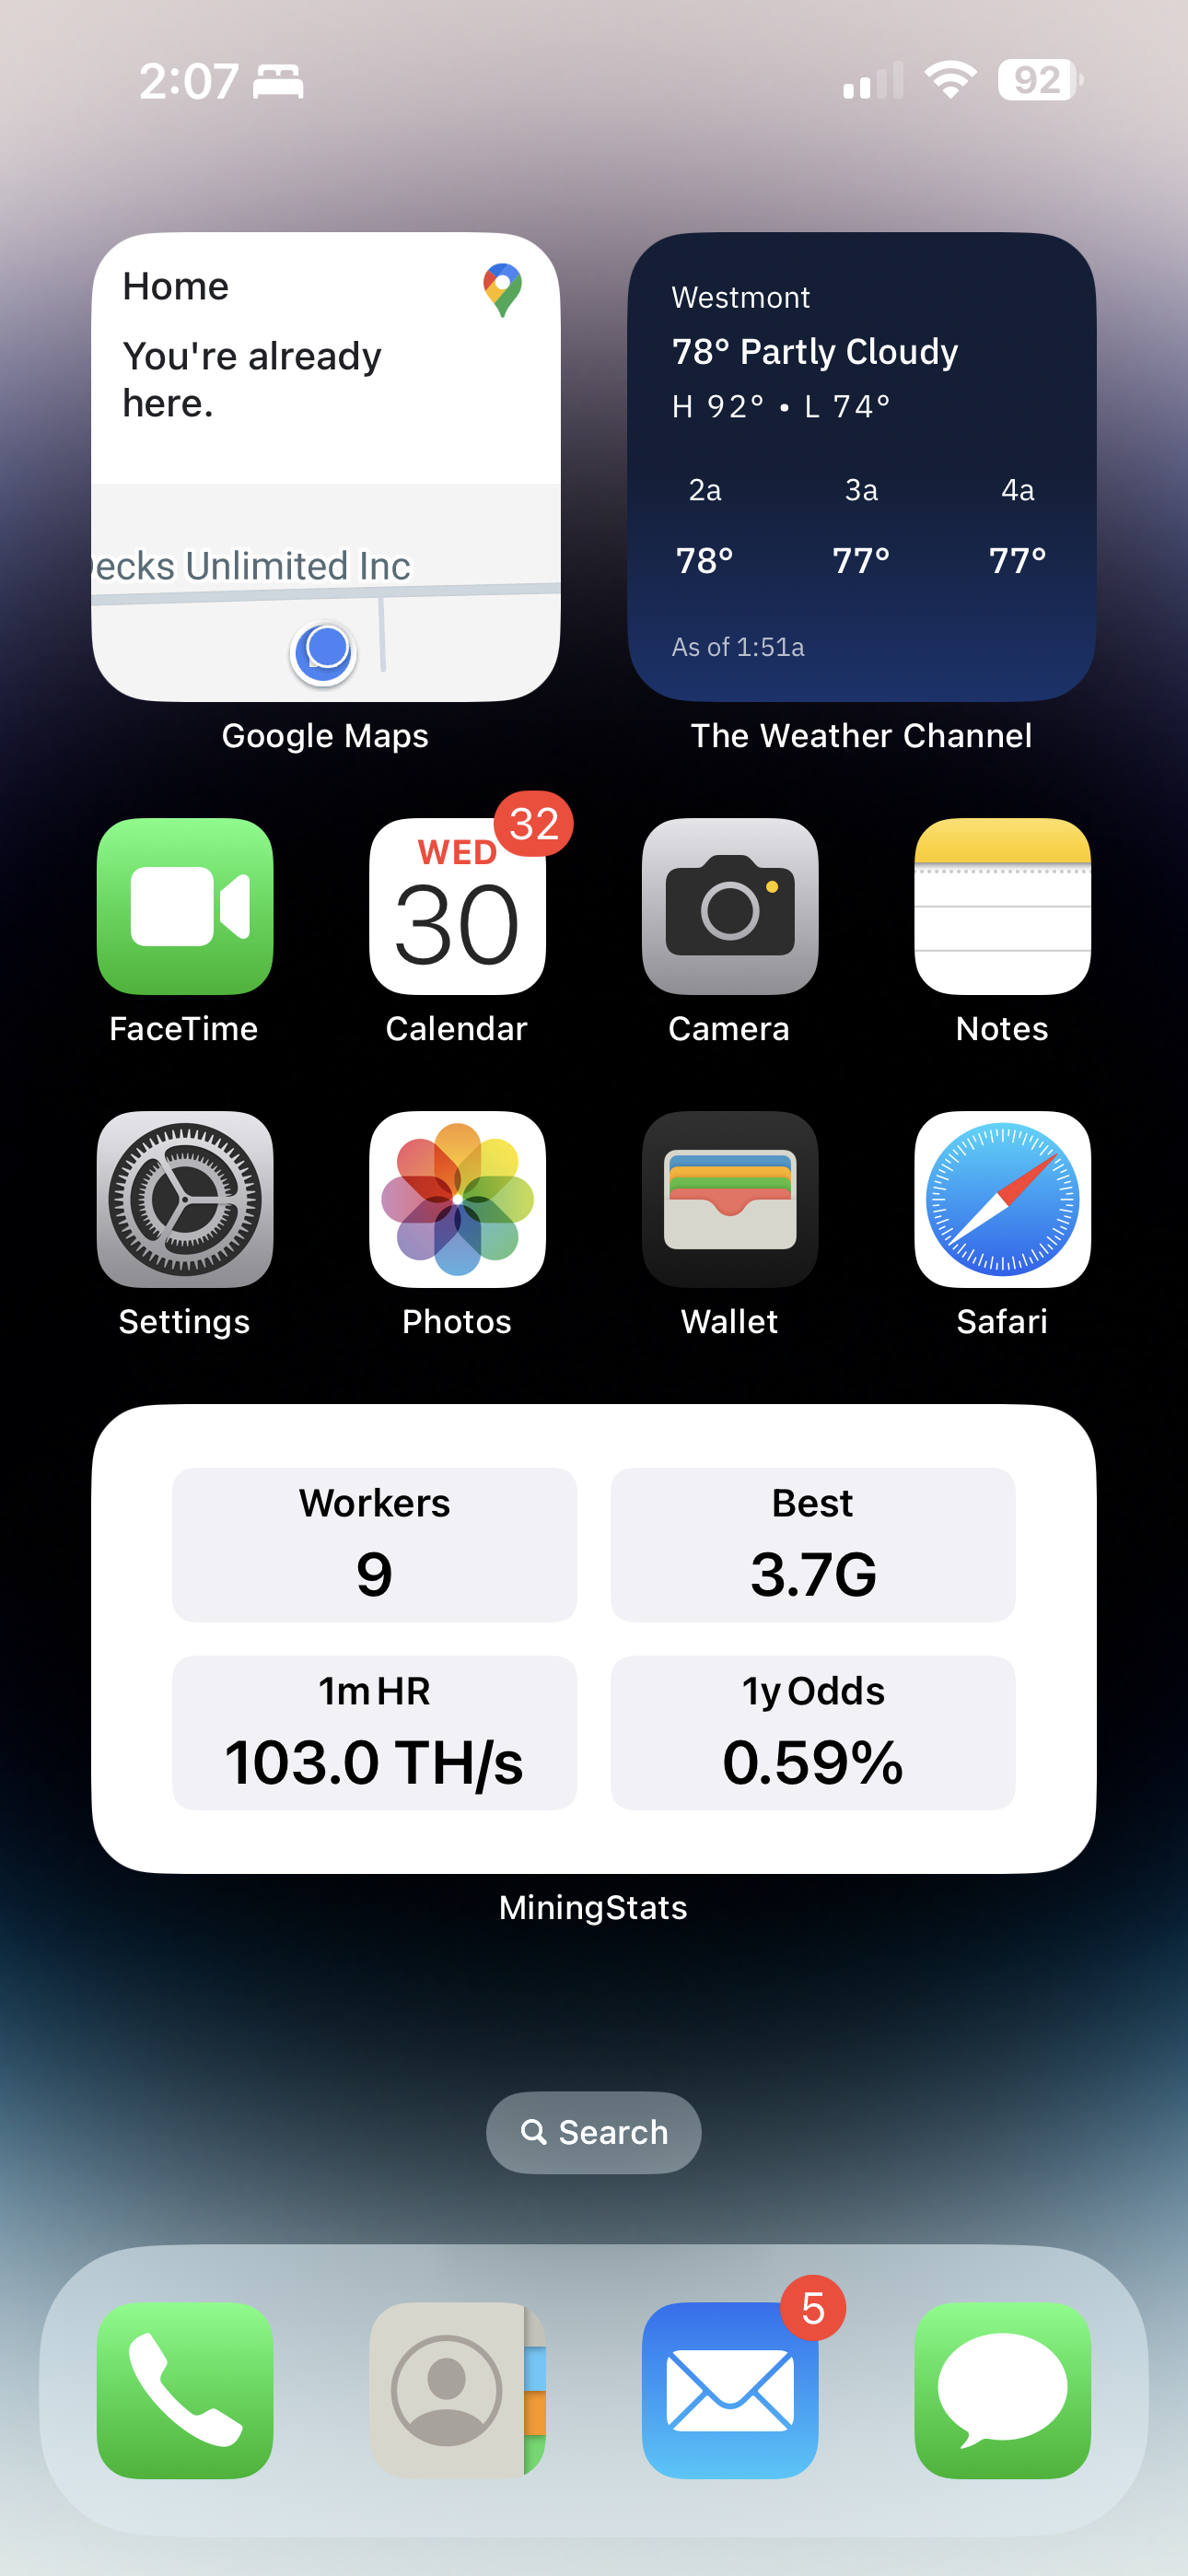 2:07
92
Home
You're already
here.
ecks Unlimited Inc
Google Maps
Westmont
78° Partly Cloudy
H 92° • L 74°
2a 3a 4a
78° 77° 77°
As of 1:51a
The Weather Channel
FaceTime
WED
30
32
Calendar
Camera
Notes
Settings
Photos
Wallet
Safari
Workers
9
Best
3.7G
1m HR
103.0 TH/s
1y Odds
0.59%
MiningStats
Search
5